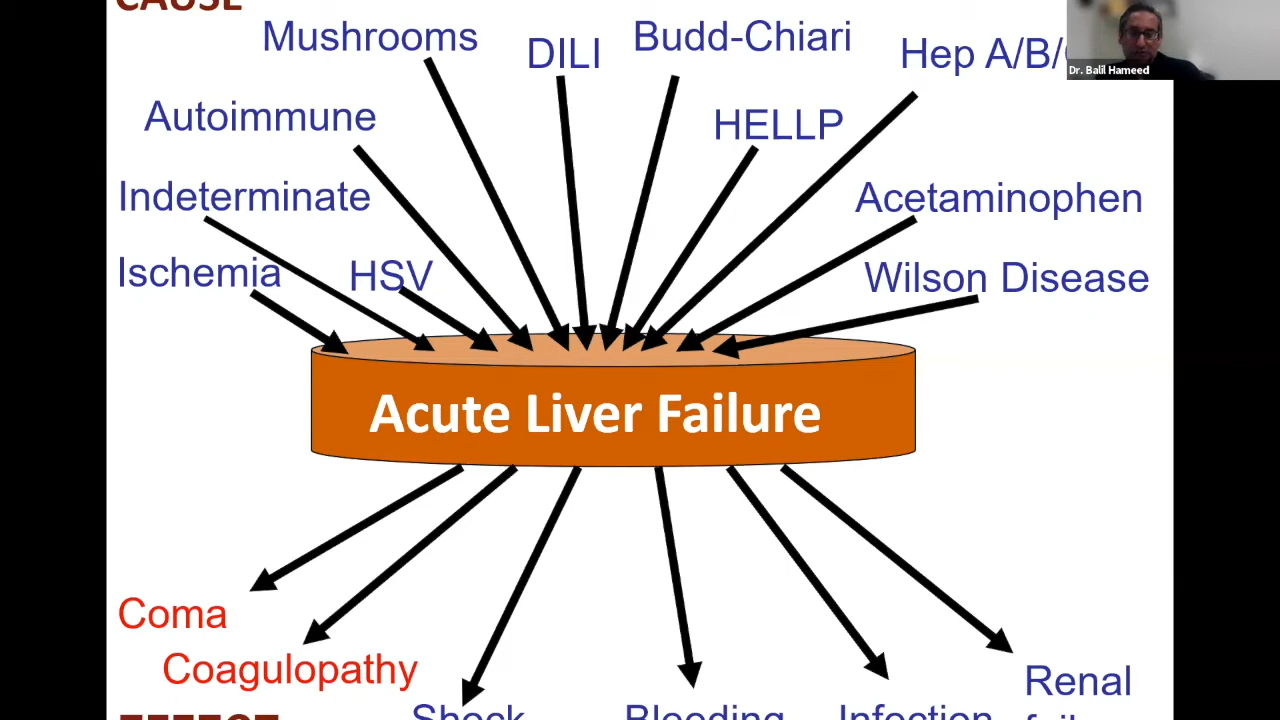 CAUSE
Mushrooms
DILI
Budd-Chiari
Hep A/B/
Dr. Balil Hameed
Autoimmune
HELLP
Indeterminate
Acetaminophen
Ischemia
HSV
Wilson Disease
Acute Liver Failure
Coma
Coagulopathy
Renal
Shock
Bleeding
Infection
EFFECT